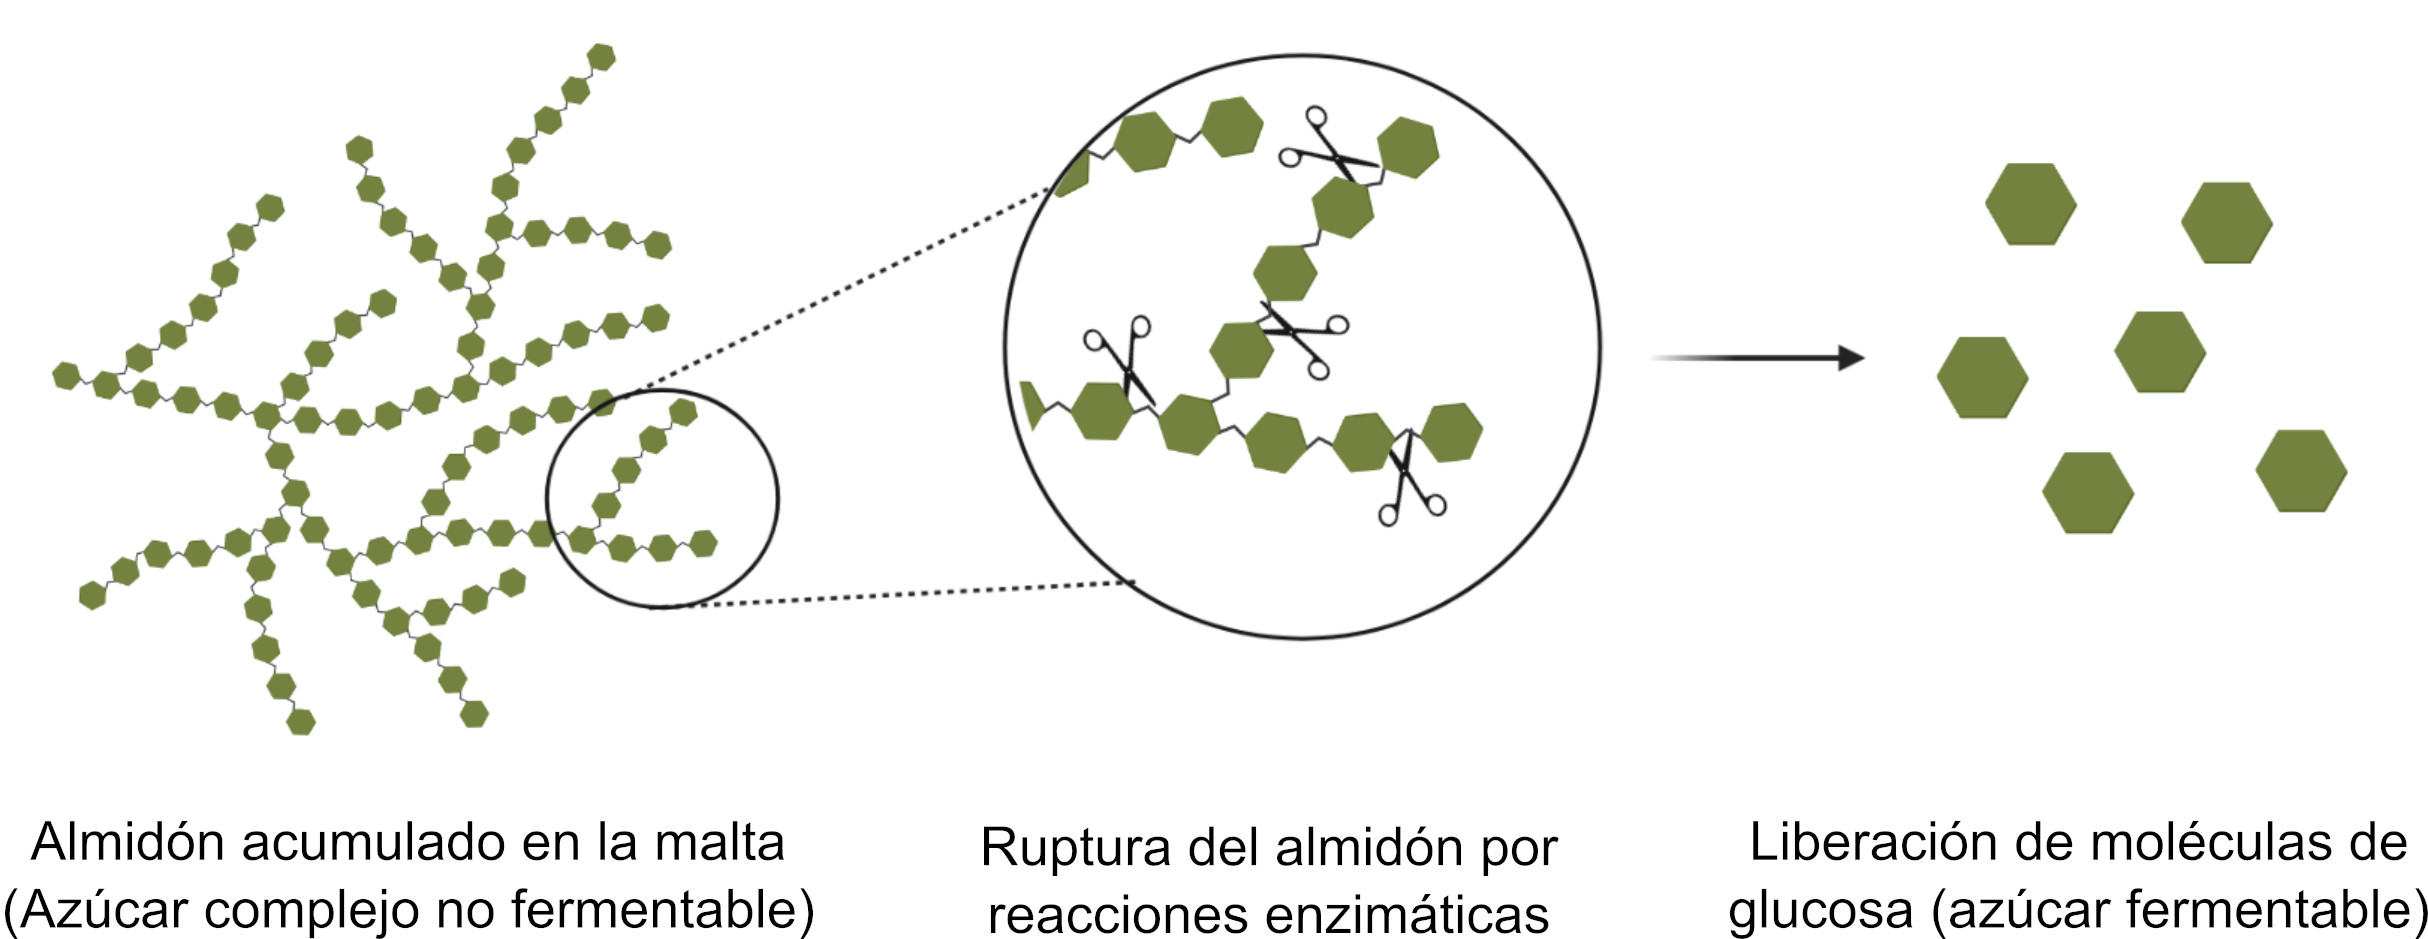 Almidón acumulado en la malta
(Azúcar complejo no fermentable)
Ruptura del almidón por
reacciones enzimáticas
Liberación de moléculas de
glucosa (azúcar fermentable)